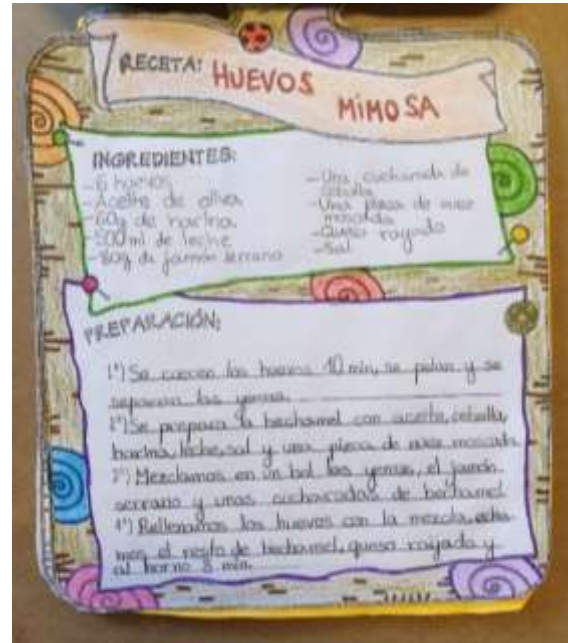 RECETA: HUEVOS
MIMOSA
INGREDIENTES:
- 6 huevos
- Aceite de oliva
- 60g de harina
- 500ml de leche
- 80g de jamón serrano
- Una cucharada de
cebolla
- Una pizca de nuez
moscada
- Queso rayado
- Sal
PREPARACIÓN:
1º) Se cuecen los huevos 10 min, se pelan y se
separan las yemas.
2º) Se prepara la bechamel con aceite, cebolla,
harina, leche, sal y una pizca de nuez moscada.
3º) Mezclamos en un bol las yemas, el jamón
serrano y unas cucharadas de bechamel
4º) Rellenamos los huevos con la mezcla, echa-
mos el resto de bechamel, queso rayado y
al horno 8 min.